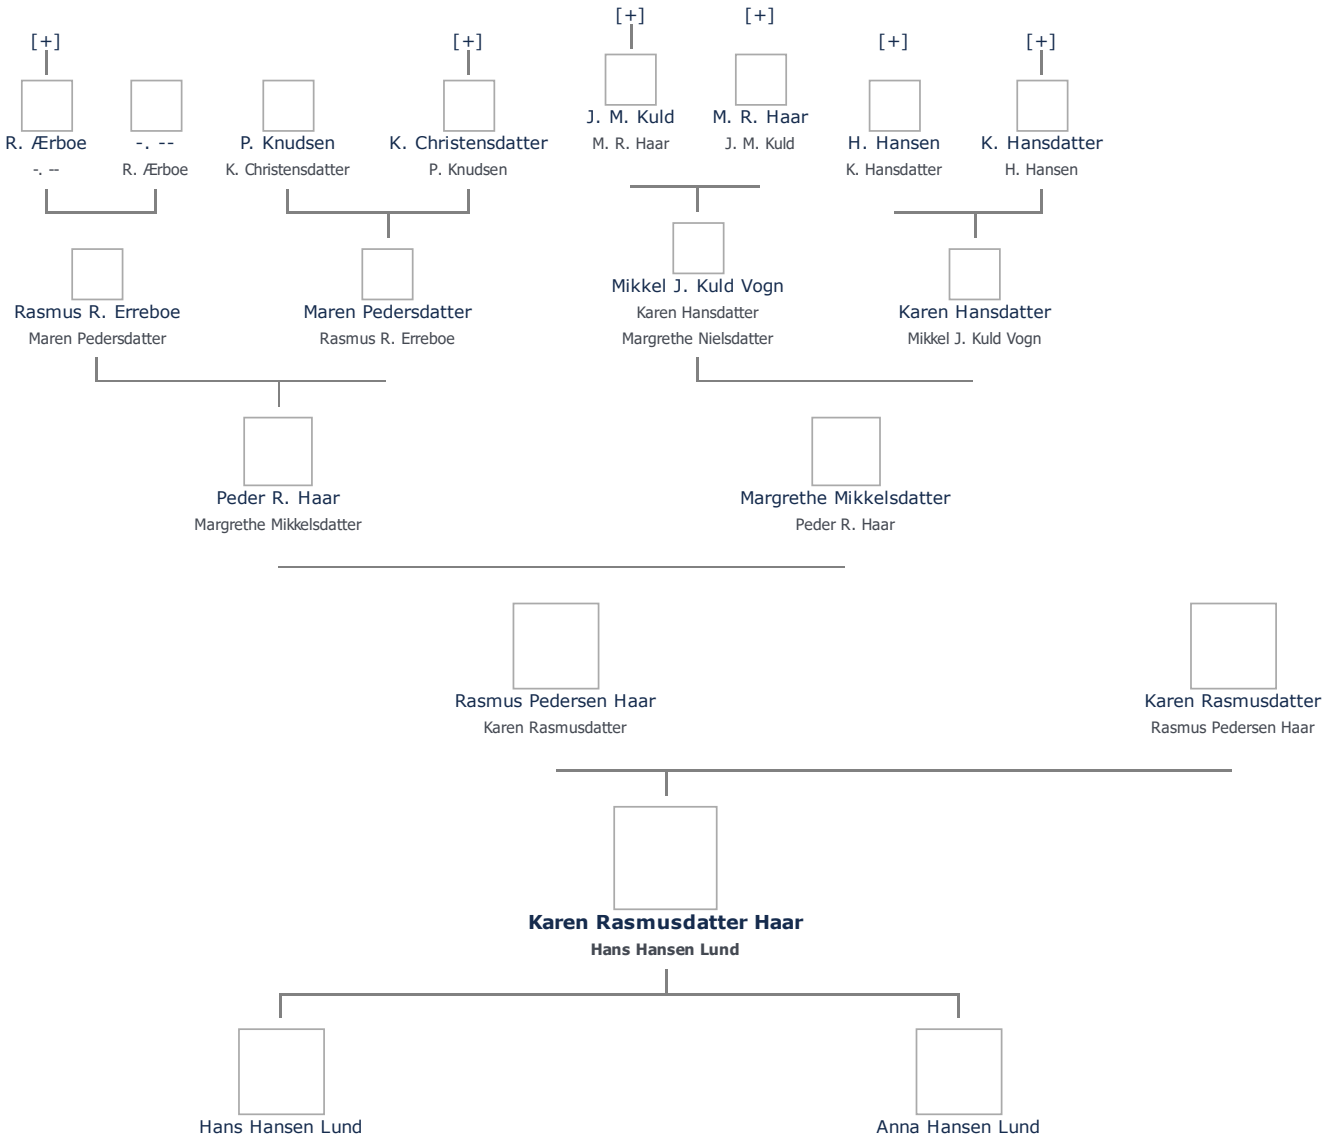 [+]
[+]
[+]
[+]
[+]
[+]
J. M. Kuld
M. R. Haar
M. R. Haar
J. M. Kuld
R. Ærboe
-. --
P. Knudsen
K. Christensdatter
H. Hansen
K. Hansdatter
-. --
R. Ærboe
K. Christensdatter
P. Knudsen
K. Hansdatter
H. Hansen
Mikkel J. Kuld Vogn
Karen Hansdatter
Margrethe Nielsdatter
Rasmus R. Erreboe
Maren Pedersdatter
Maren Pedersdatter
Rasmus R. Erreboe
Karen Hansdatter
Mikkel J. Kuld Vogn
Peder R. Haar
Margrethe Mikkelsdatter
Margrethe Mikkelsdatter
Peder R. Haar
Rasmus Pedersen Haar
Karen Rasmusdatter
Karen Rasmusdatter
Rasmus Pedersen Haar
Karen Rasmusdatter Haar
Hans Hansen Lund
Hans Hansen Lund
Anna Hansen Lund